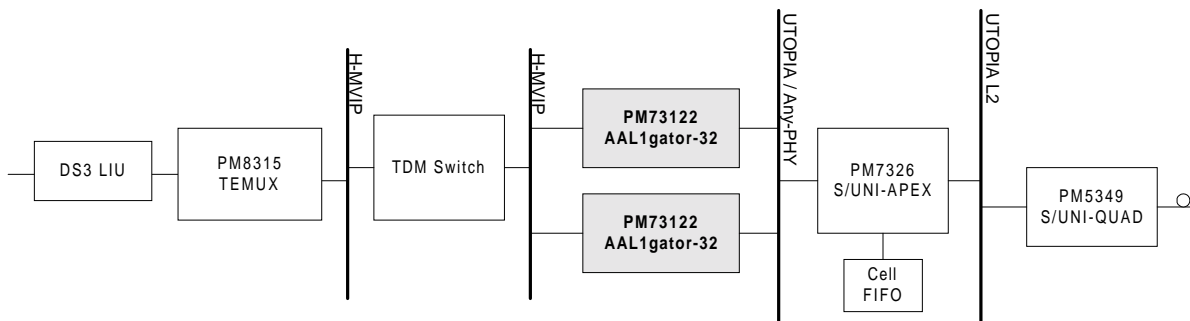 DS3 LIU
PM8315
TEMUX
H-MVIP
TDM Switch
H-MVIP
PM73122
AAL1gator-32
PM73122
AAL1gator-32
UTOPIA / Any-PHY
PM7326
S/UNI-APEX
Cell
FIFO
UTOPIA L2
PM5349
S/UNI-QUAD